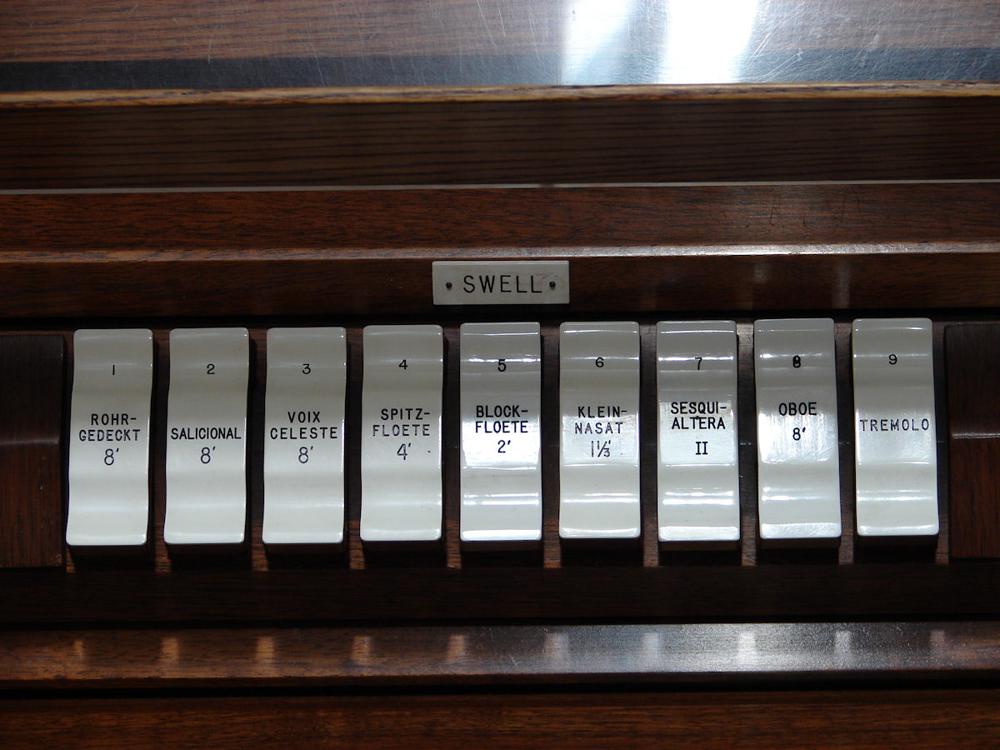 SWELL
1
ROHR-
GEDECKT
8'
2
SALICIONAL
8'
3
VOIX
CELESTE
8'
4
SPITZ-
FLOETE
4'
5
BLOCK-
FLOETE
2'
6
KLEIN-
NASAT
1⅓'
7
SESQUI-
ALTERA
II
8
OBOE
8'
9
TREMOLO